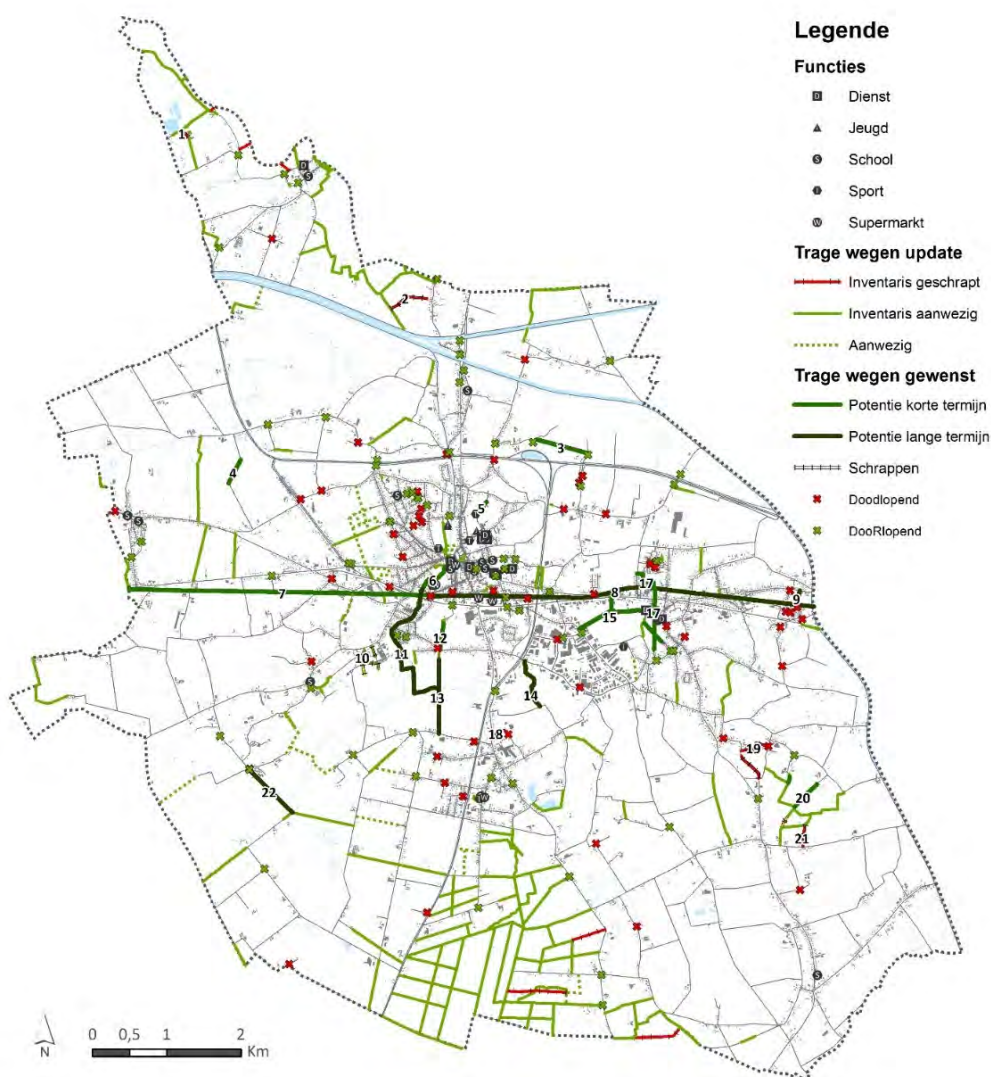 Legende
Functies
D Dienst
Jeugd
S School
Sport
W Supermarkt
Trage wegen update
Inventaris geschrapt
Inventaris aanwezig
Aanwezig
Trage wegen gewenst
Potentie korte termijn
Potentie lange termijn
Schrappen
Doodlopend
DooRlopend
1
D
S
2
S
3
4
S
5
S
S
D
6
7
8
17
9
15
17
12
10
11
13
14
S
18
19
W
22
20
21
S
N
0 0,5 1 2
Km